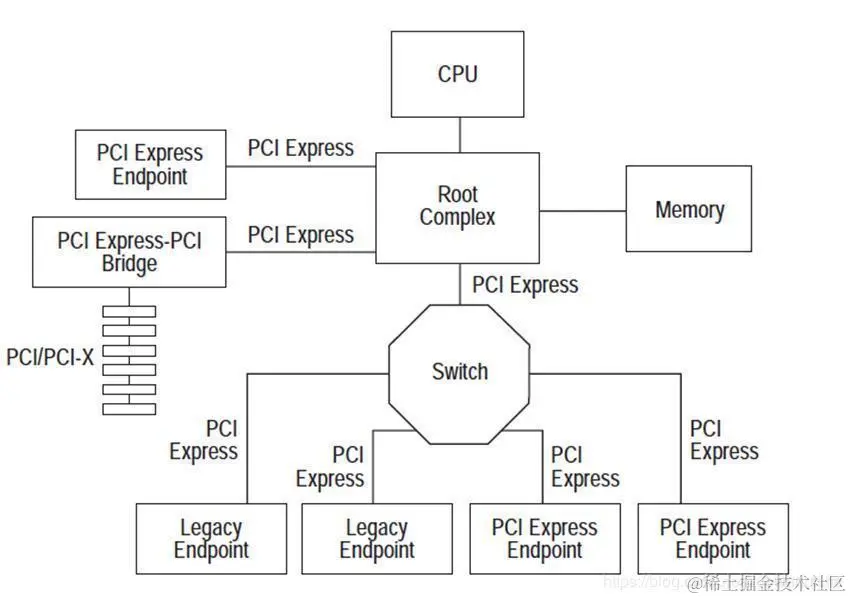 CPU
PCI Express
PCI Express
Endpoint
Root
Complex
Memory
PCI Express-PCI
Bridge
PCI Express
PCI Express
PCI/PCI-X
Switch
PCI
Express
PCI
Express
PCI
Express
PCI
Express
Legacy
Endpoint
Legacy
Endpoint
PCI Express
Endpoint
PCI Express
Endpoint
https://blog.
@稀土掘金技术社区